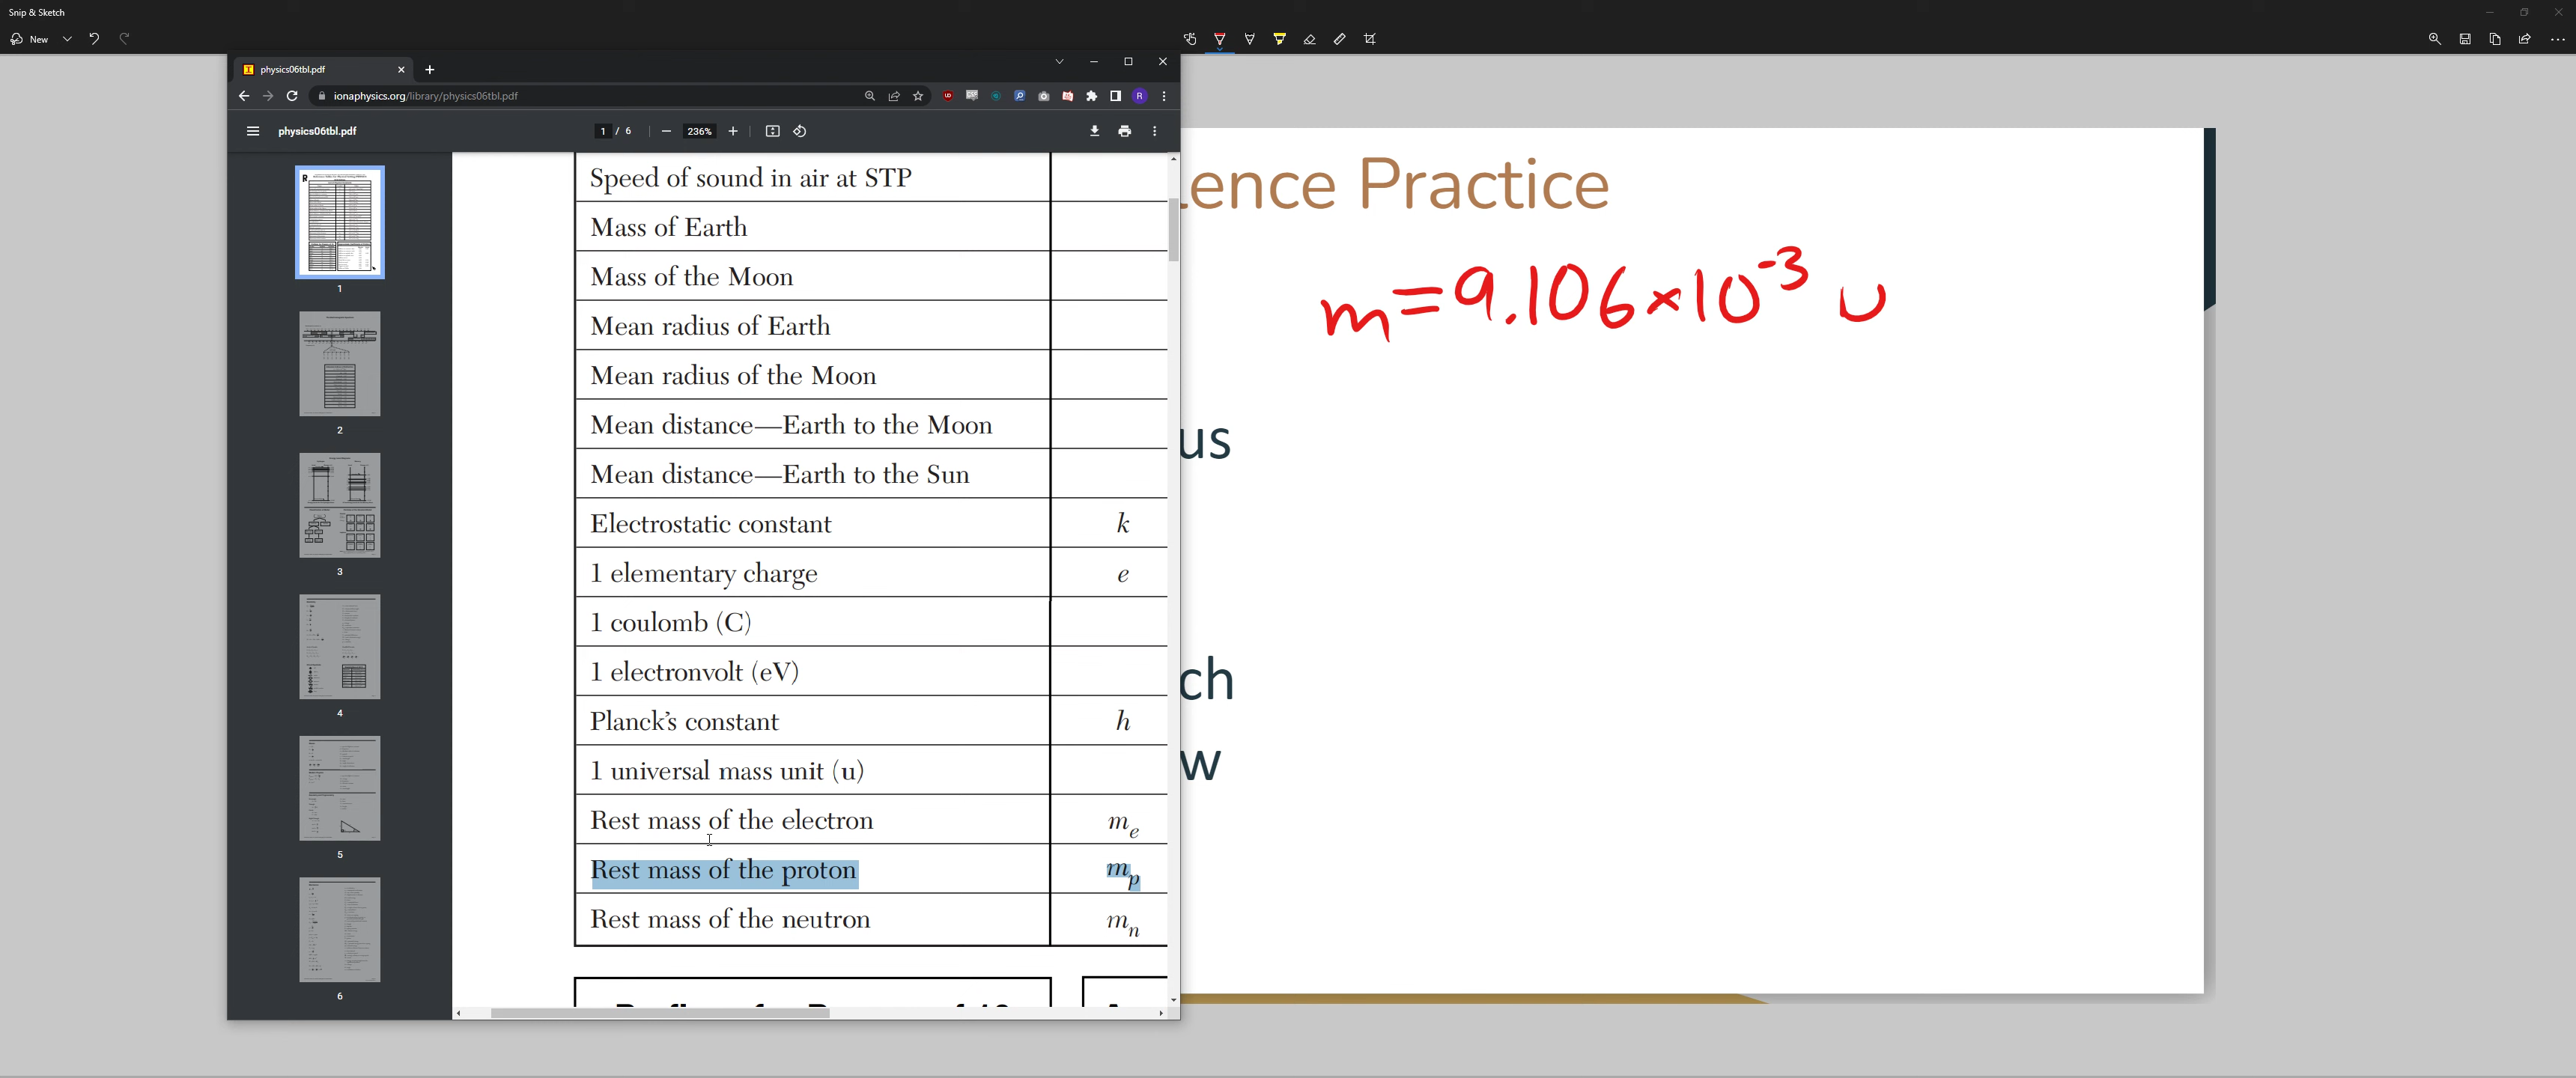 Snip & Sketch
New
physics06tbl.pdf
ionaphysics.org/library/physics06tbl.pdf
physics06tbl.pdf
1 / 6
236%
1
2
3
4
5
6
Speed of sound in air at STP
Mass of Earth
Mass of the Moon
Mean radius of Earth
Mean radius of the Moon
Mean distance—Earth to the Moon
Mean distance—Earth to the Sun
Electrostatic constant k
1 elementary charge e
1 coulomb (C)
1 electronvolt (eV)
Planck’s constant h
1 universal mass unit (u)
Rest mass of the electron mₑ
Rest mass of the proton mₚ
Rest mass of the neutron mₙ
lence Practice
m=9.106×10⁻³ u
us
ch
w